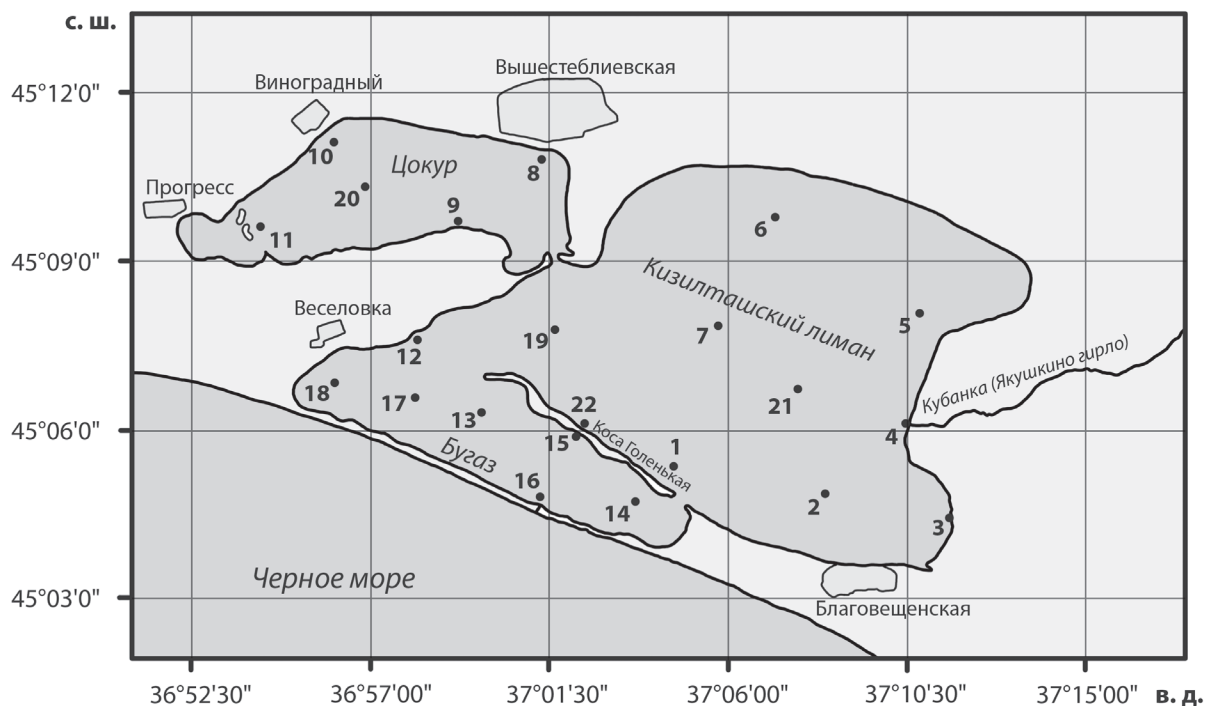 с. ш.
Вышестеблиевская
Виноградный
45°12'0"
10
Цокур
8
Прогресс
20
9
6
11
45°09'0"
Кизилташский лиман
Веселовка
5
12
19
7
Кубанка (Якушкино гирло)
18
17
21
13
22
45°06'0"
15
Коса Голенькая
4
Бугаз
1
16
14
2
3
Черное море
45°03'0"
Благовещенская
36°52'30" 36°57'00" 37°01'30" 37°06'00" 37°10'30" 37°15'00" в. д.